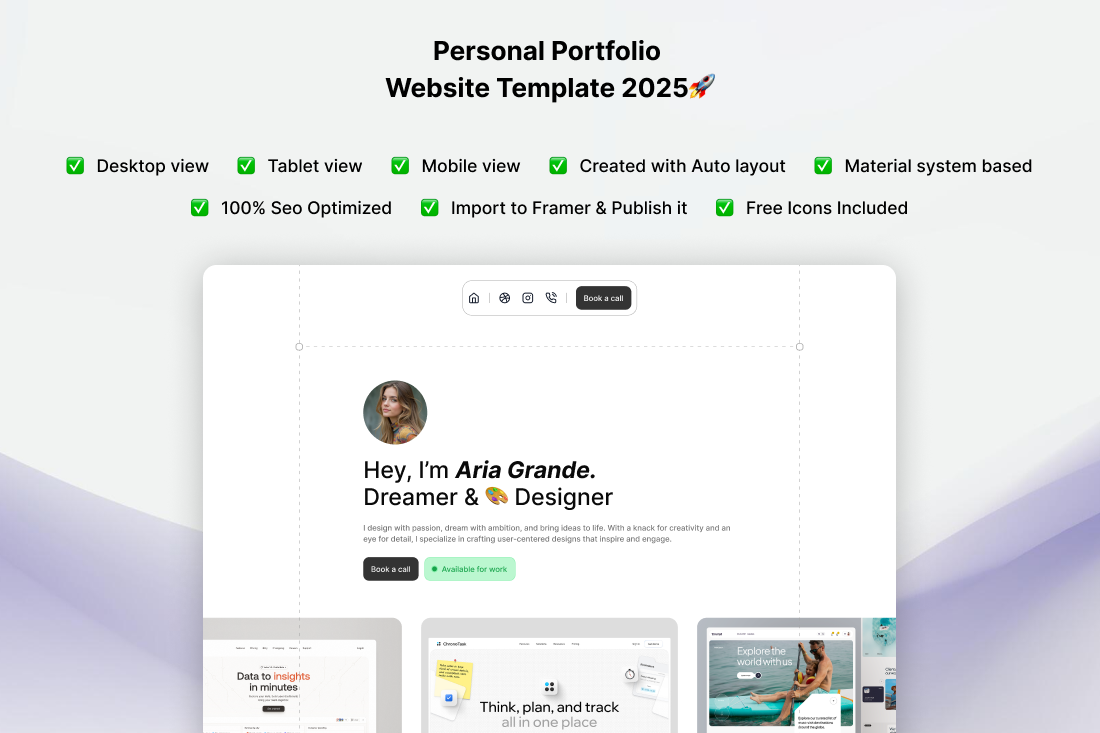 Personal Portfolio
Website Template 2025🚀
✅ Desktop view ✅ Tablet view ✅ Mobile view ✅ Created with Auto layout ✅ Material system based
✅ 100% Seo Optimized ✅ Import to Framer & Publish it ✅ Free Icons Included
Book a call
Hey, I’m Aria Grande.
Dreamer & 🎨 Designer
I design with passion, dream with ambition, and bring ideas to life. With a knack for creativity and an
eye for detail, I specialize in crafting user-centered designs that inspire and engage.
Book a call Available for work
Data to insights
in minutes
ChronoTask
Think, plan, and track
all in one place
Explore the
world with us